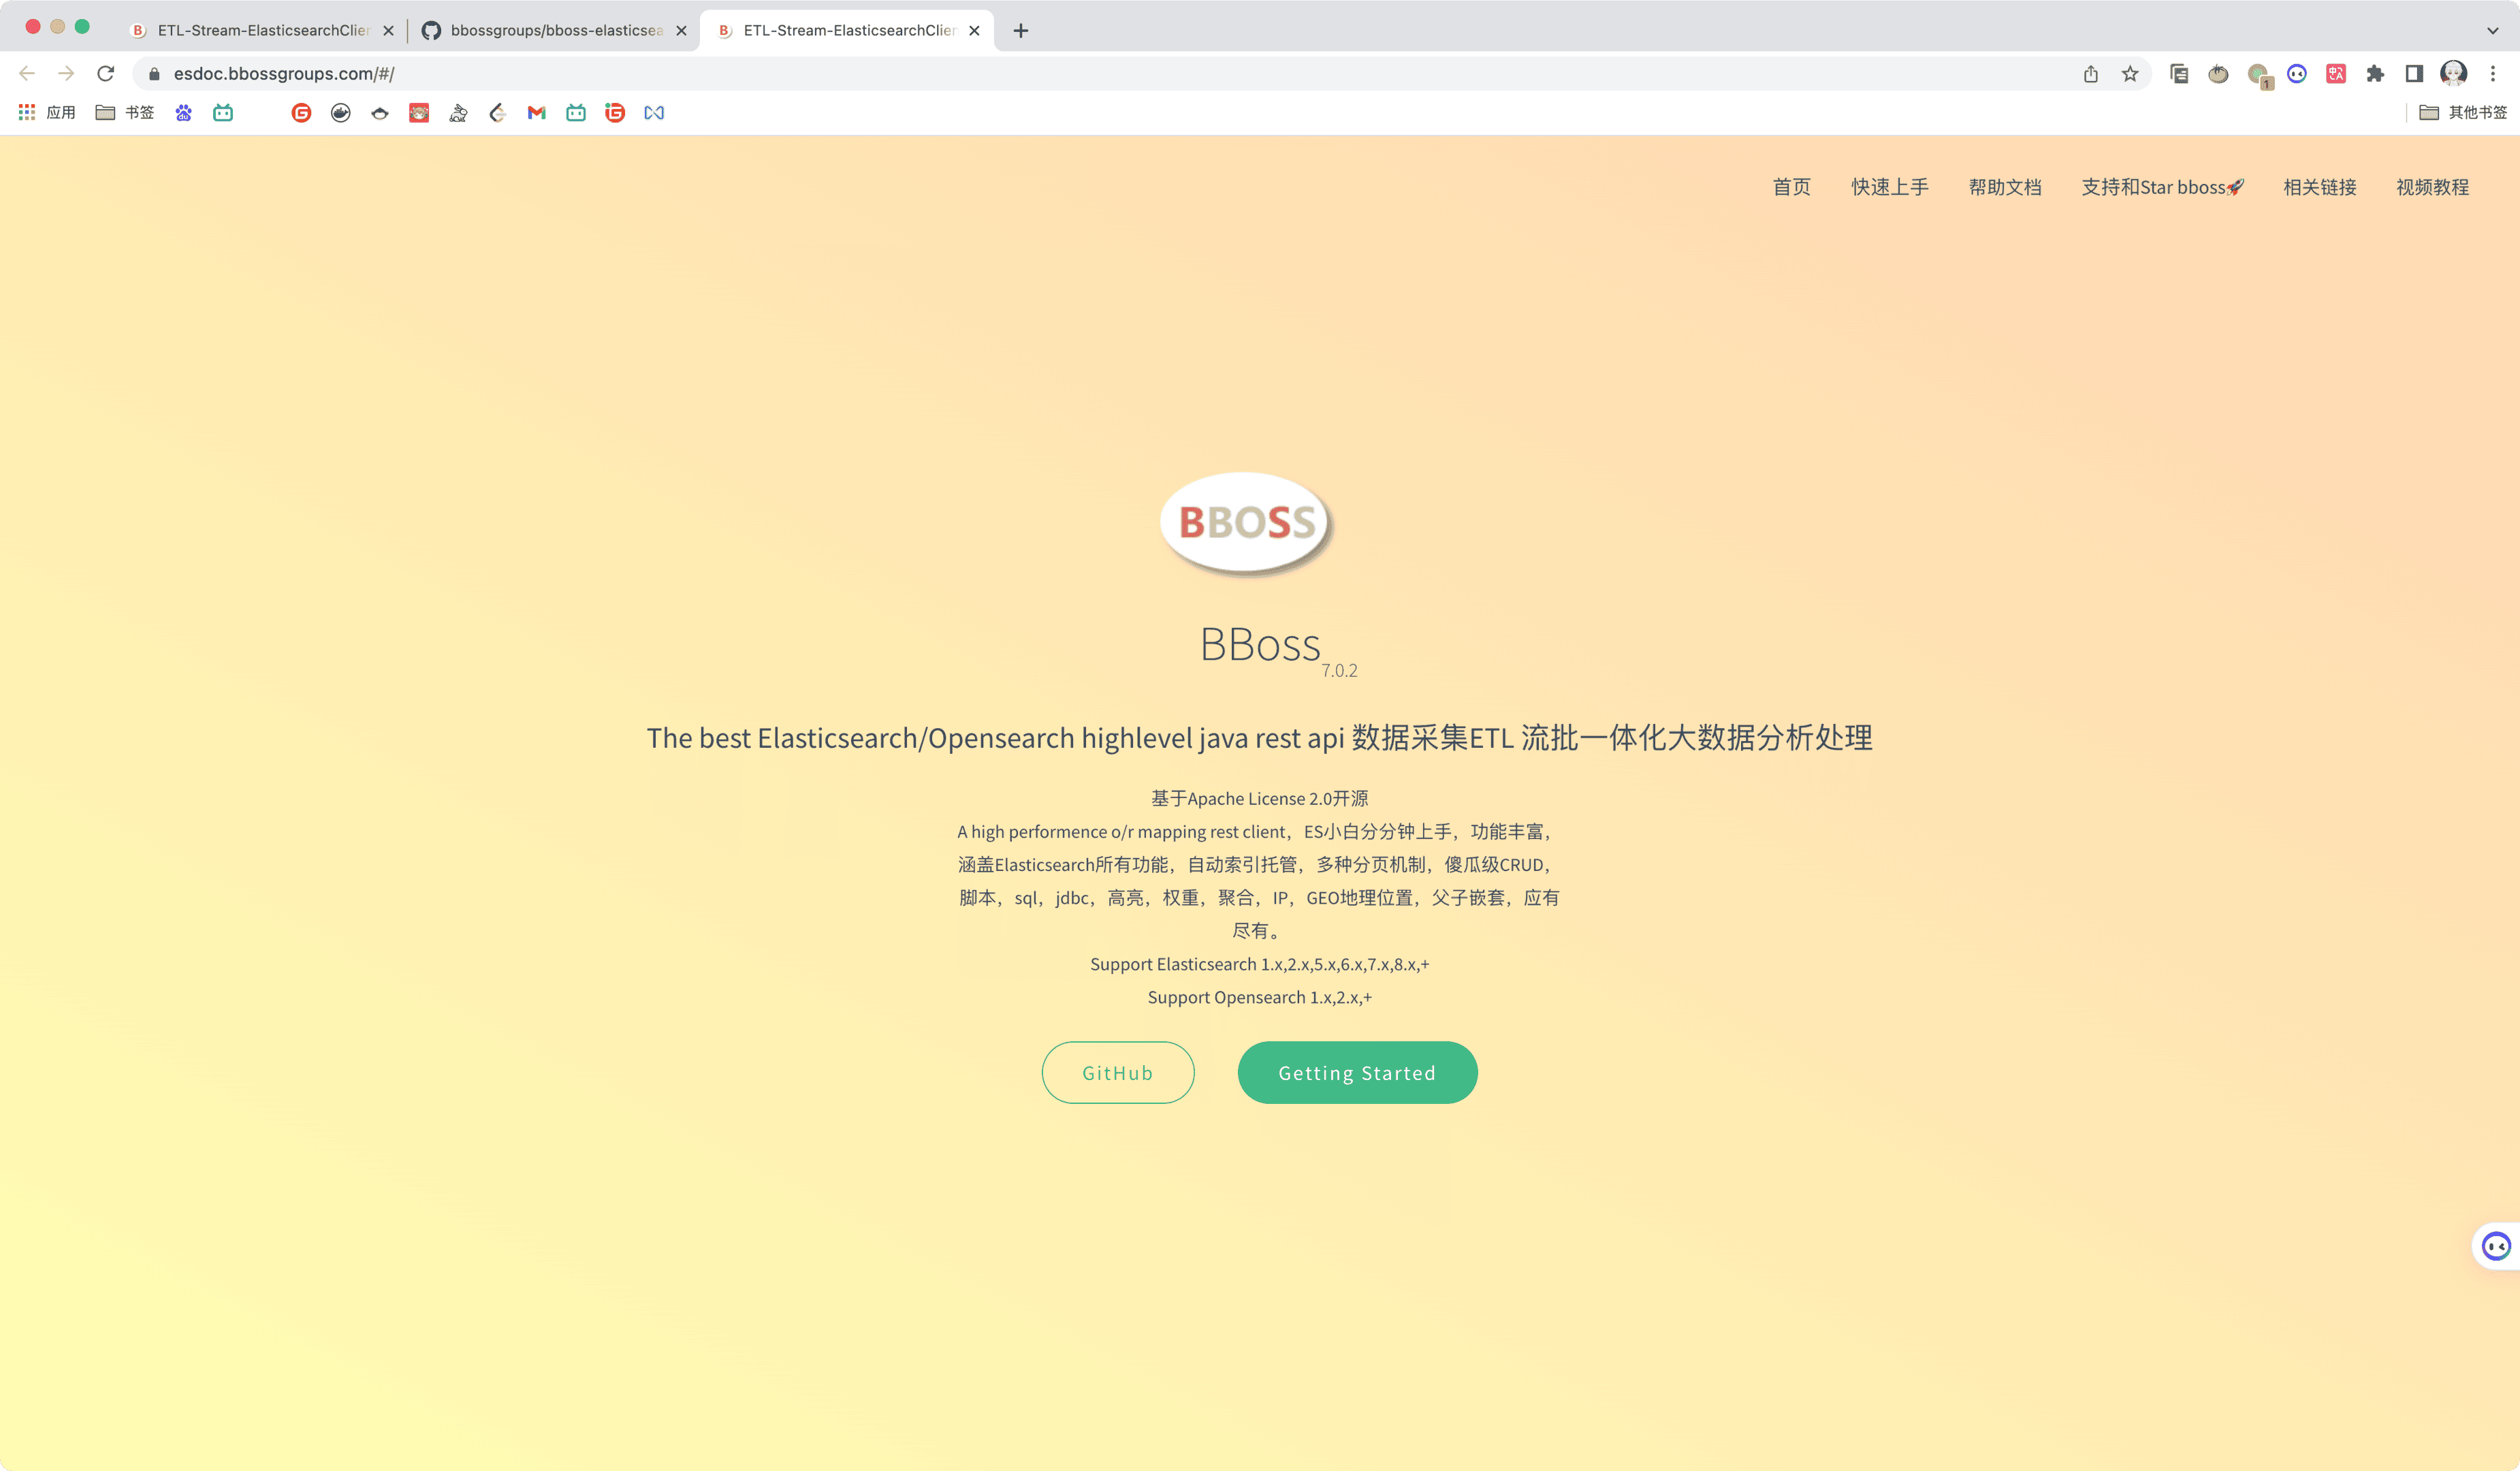 ETL-Stream-ElasticsearchClien
bbossgroups/bboss-elasticsea
ETL-Stream-ElasticsearchClien
esdoc.bbossgroups.com/#/
1
应用
书签
其他书签
首页
快速上手
帮助文档
支持和Star bboss🚀
相关链接
视频教程
BBOSS
BBoss 7.0.2
The best Elasticsearch/Opensearch highlevel java rest api 数据采集ETL 流批一体化大数据分析处理
基于Apache License 2.0开源
A high performence o/r mapping rest client，ES小白分分钟上手，功能丰富，
涵盖Elasticsearch所有功能，自动索引托管，多种分页机制，傻瓜级CRUD，
脚本，sql，jdbc，高亮，权重，聚合，IP，GEO地理位置，父子嵌套，应有
尽有。
Support Elasticsearch 1.x,2.x,5.x,6.x,7.x,8.x,+
Support Opensearch 1.x,2.x,+
GitHub
Getting Started